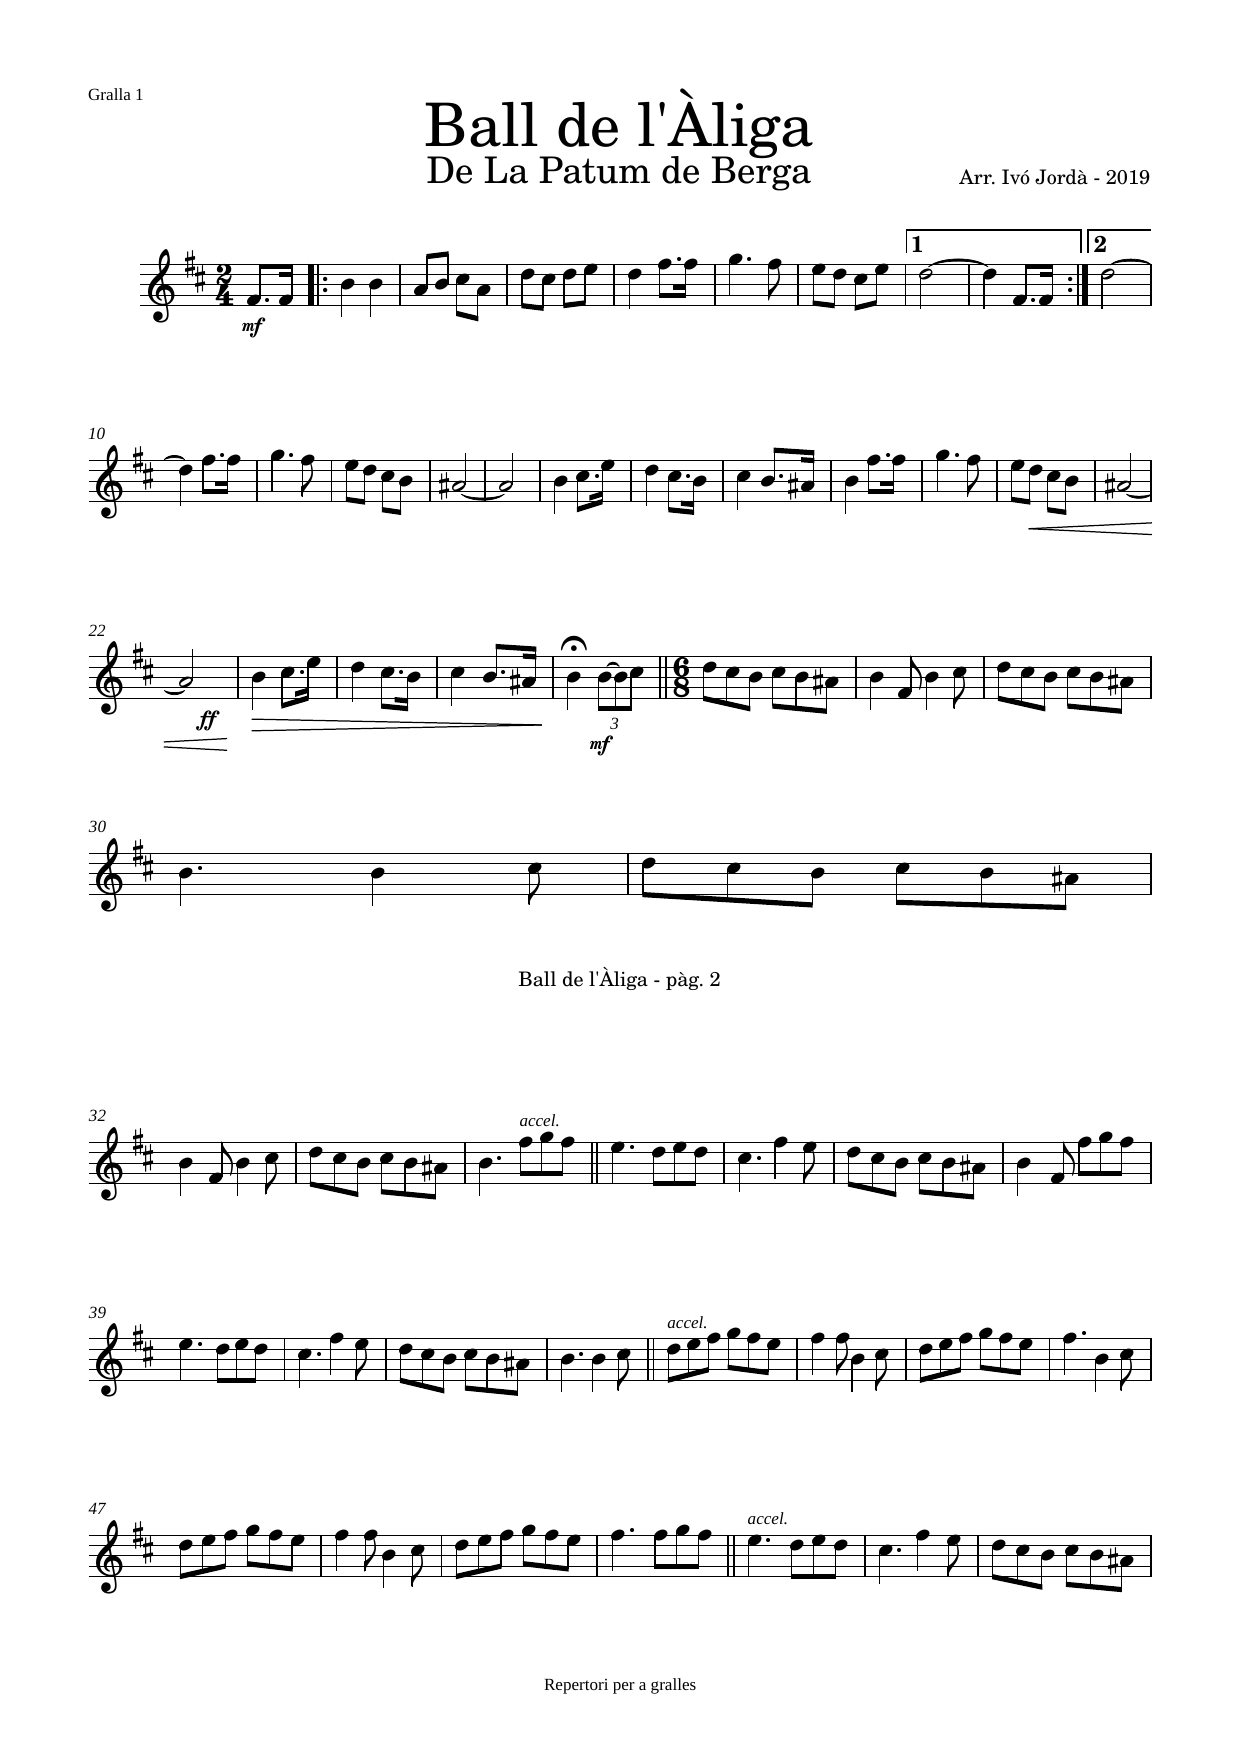 Gralla 1
Ball de l'Àliga
De La Patum de Berga
Arr. Ivó Jordà - 2019
1 2
2
4
mf
10
22
ff
3
mf
6
8
30
Ball de l'Àliga - pàg. 2
32
accel.
39
accel.
47
accel.
Repertori per a gralles